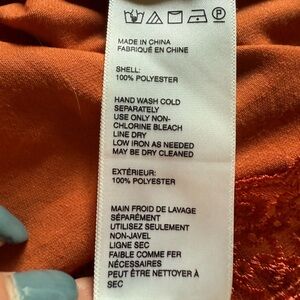 MADE IN CHINA
FABRIQUÉ EN CHINE
SHELL:
100% POLYESTER
HAND WASH COLD
SEPARATELY
USE ONLY NON-
CHLORINE BLEACH
LINE DRY
LOW IRON AS NEEDED
MAY BE DRY CLEANED
EXTÉRIEUR:
100% POLYESTER
MAIN FROID DE LAVAGE
SÉPARÉMENT
UTILISEZ SEULEMENT
NON-JAVEL
LIGNE SEC
FAIBLE COMME FER
NÉCESSAIRES
PEUT ÊTRE NETTOYER À
SEC